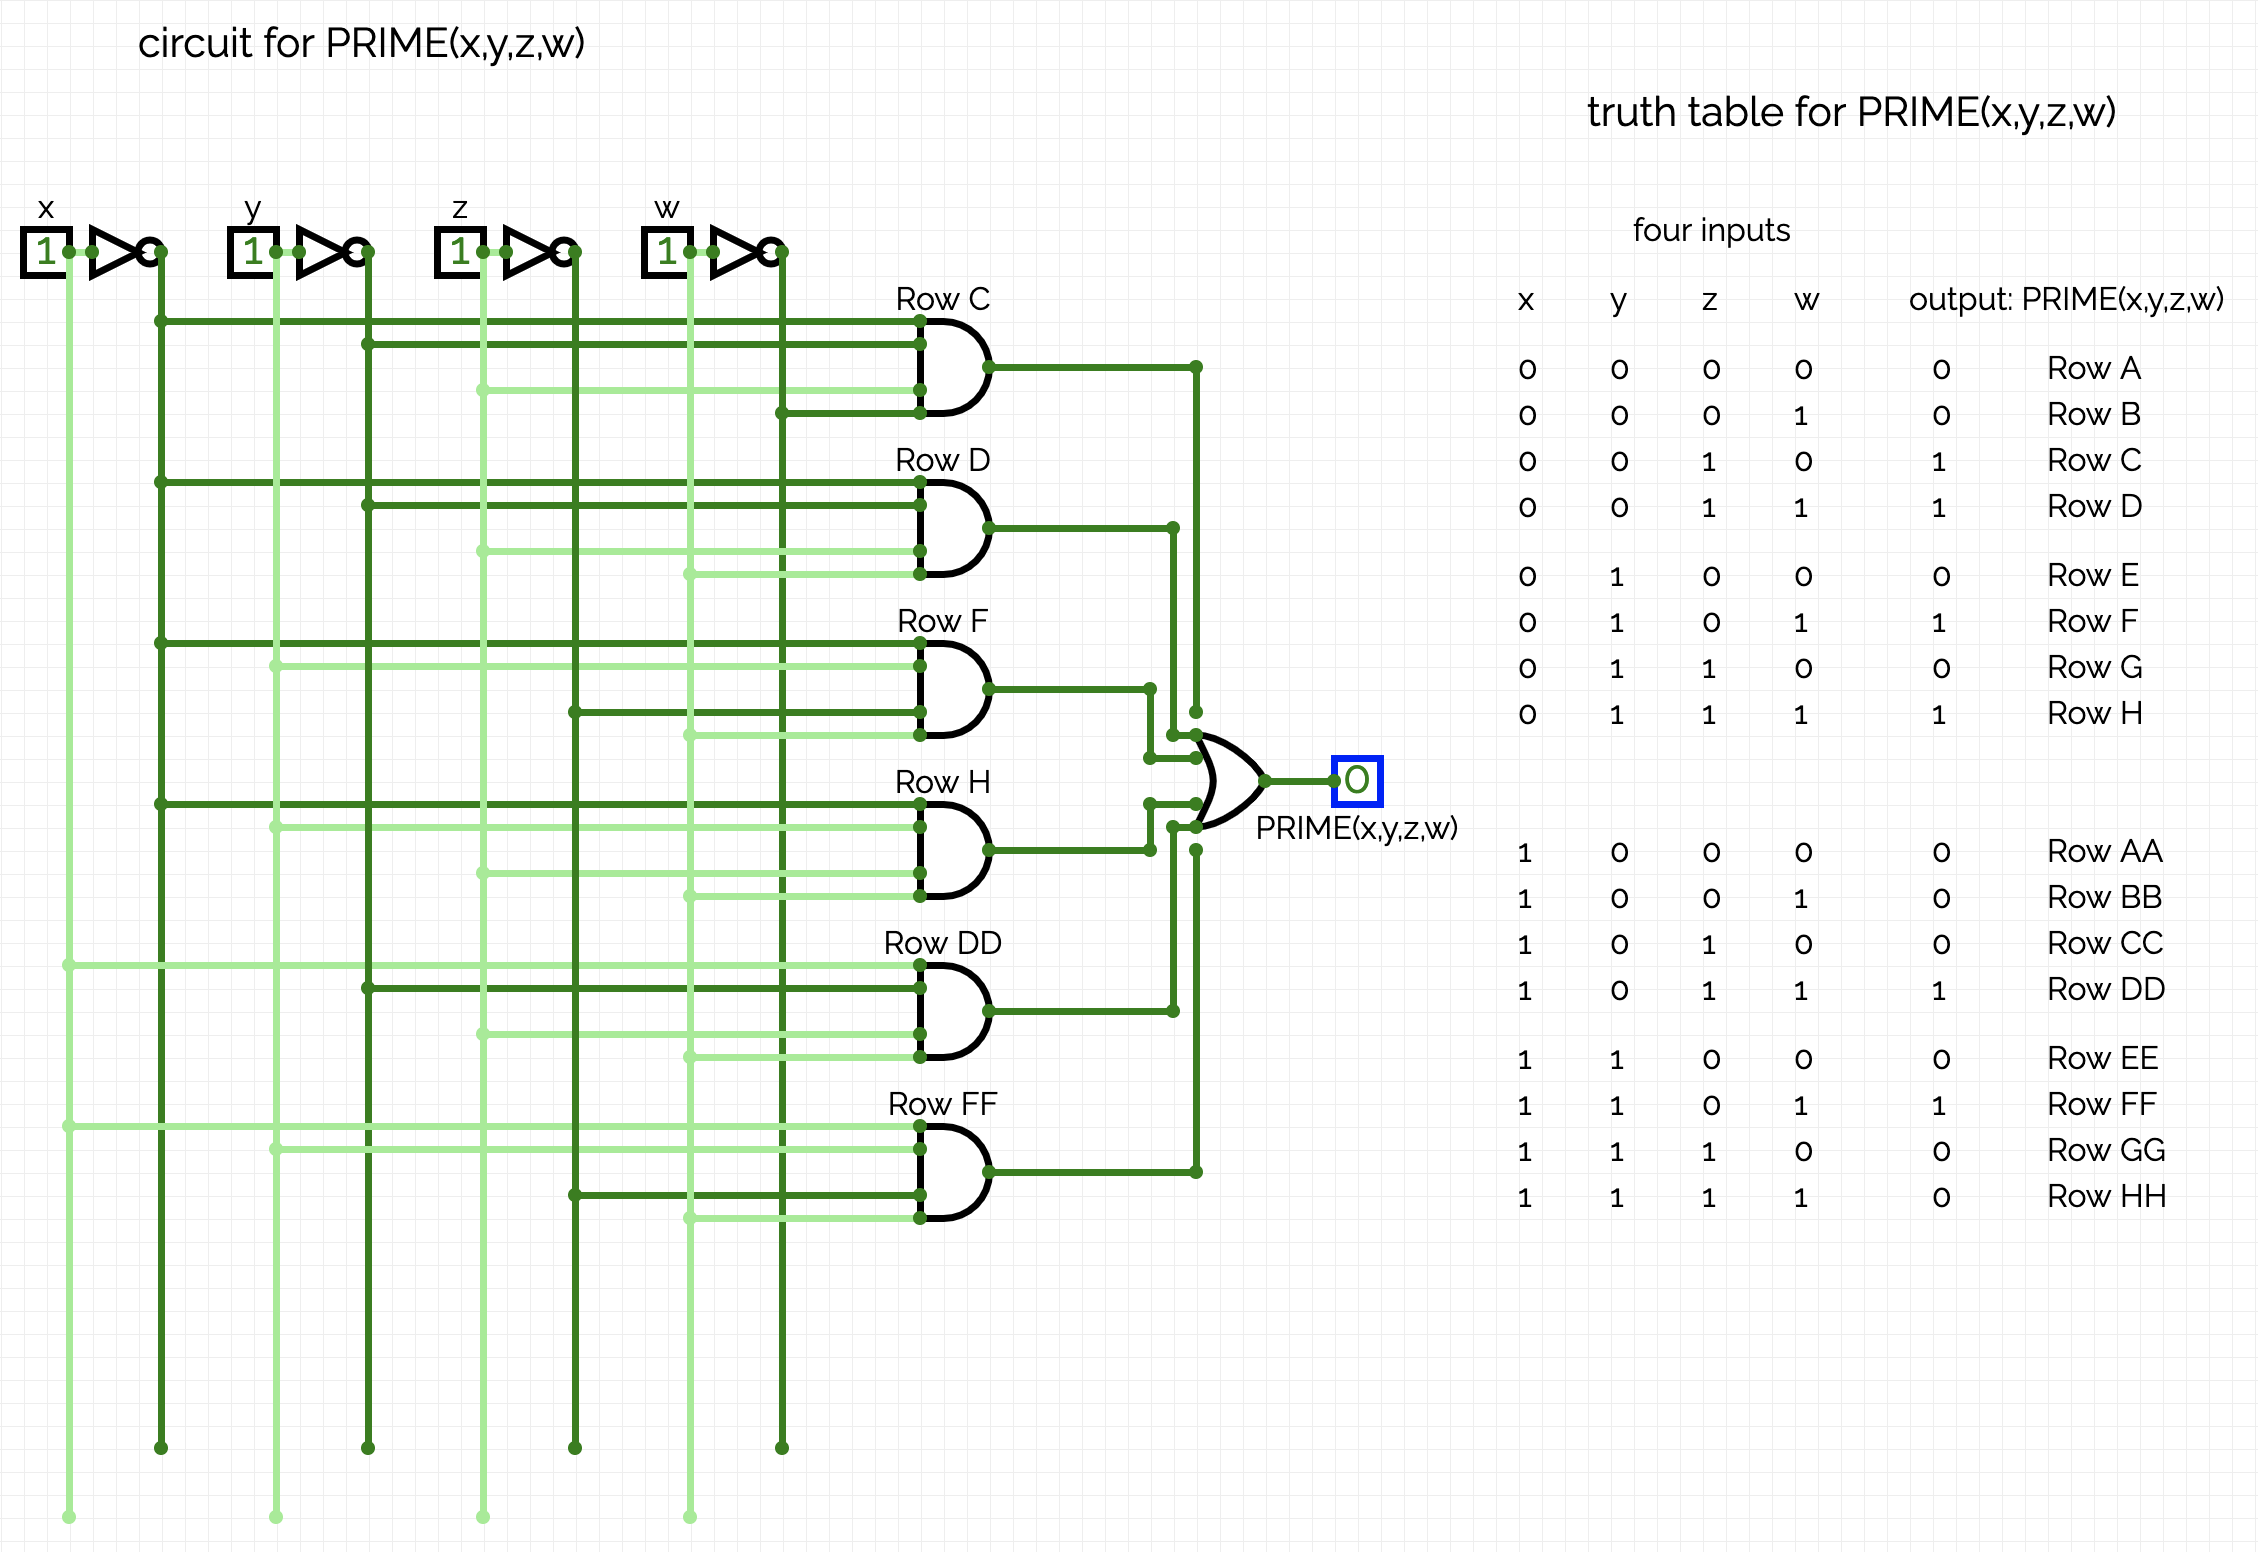 circuit for PRIME(x,y,z,w)
truth table for PRIME(x,y,z,w)
x y z w
1 1 1 1
Row C
Row D
Row F
Row H
Row DD
Row FF
0
PRIME(x,y,z,w)
four inputs
x y z w output: PRIME(x,y,z,w)
0 0 0 0 0 Row A
0 0 0 1 0 Row B
0 0 1 0 1 Row C
0 0 1 1 1 Row D
0 1 0 0 0 Row E
0 1 0 1 1 Row F
0 1 1 0 0 Row G
0 1 1 1 1 Row H
1 0 0 0 0 Row AA
1 0 0 1 0 Row BB
1 0 1 0 0 Row CC
1 0 1 1 1 Row DD
1 1 0 0 0 Row EE
1 1 0 1 1 Row FF
1 1 1 0 0 Row GG
1 1 1 1 0 Row HH